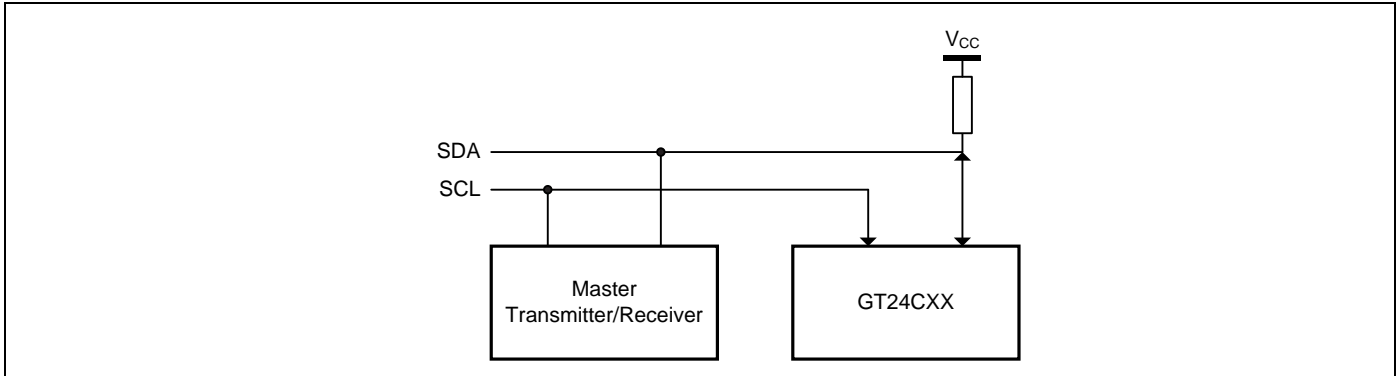 VCC
SDA
SCL
Master
Transmitter/Receiver
GT24CXX